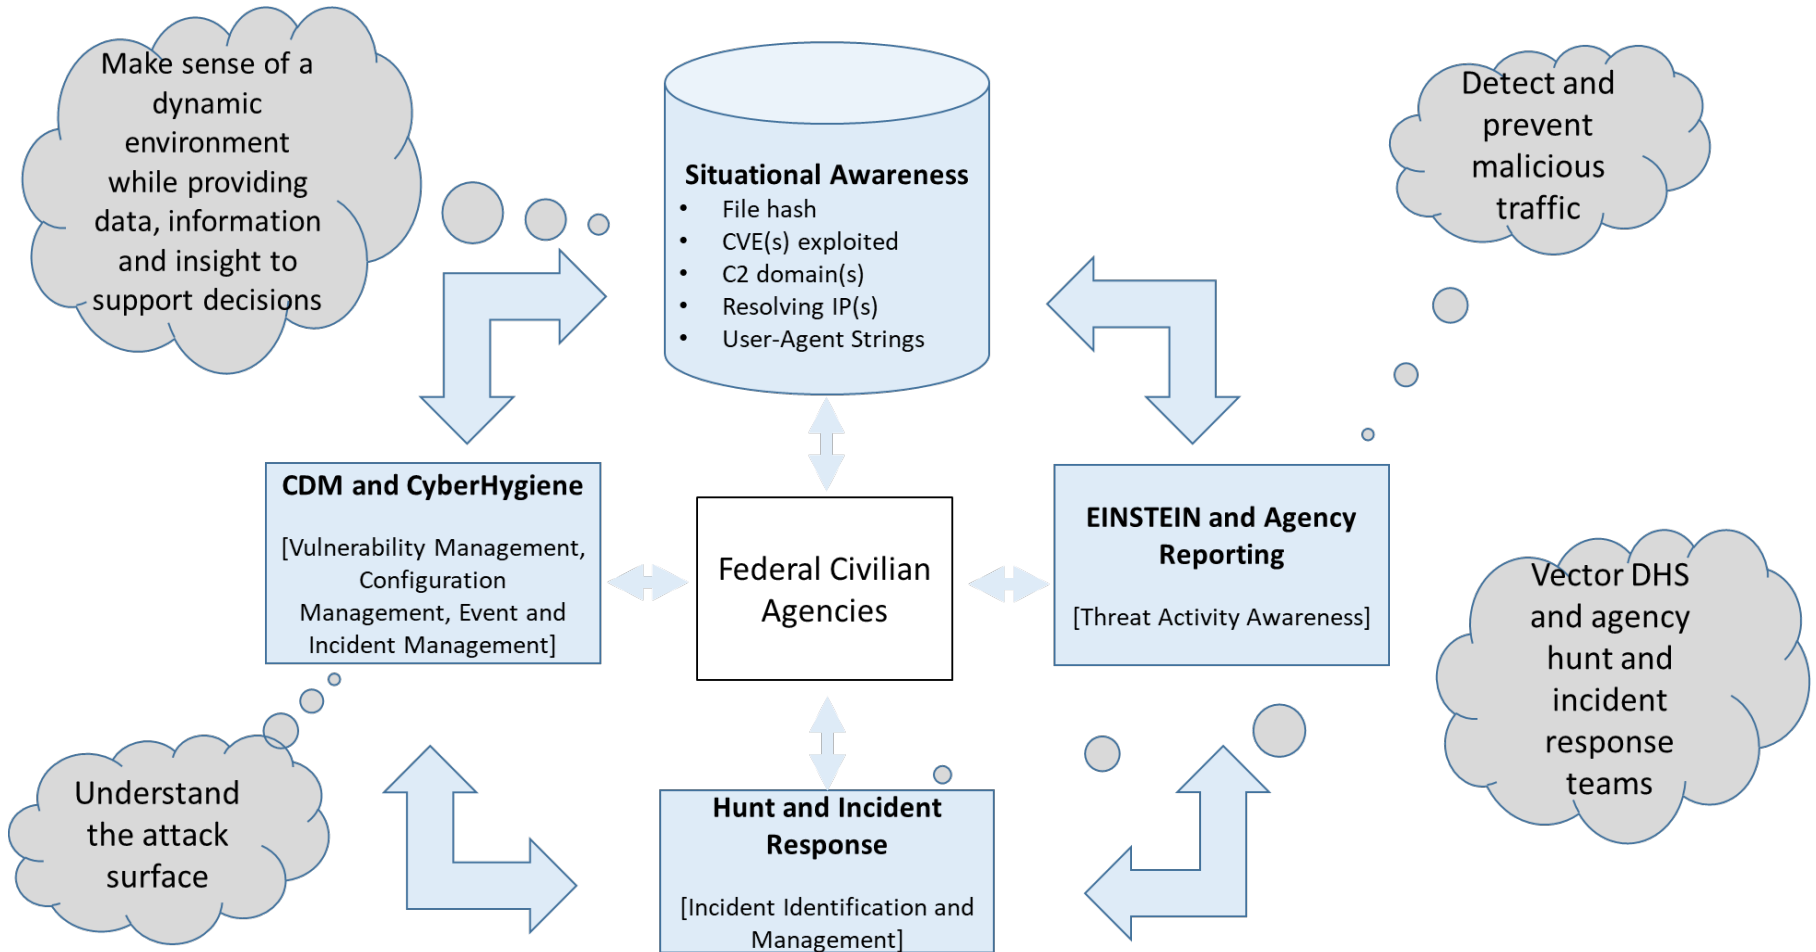 Make sense of a
dynamic
environment
while providing
data, information
and insight to
support decisions
Situational Awareness
• File hash
• CVE(s) exploited
• C2 domain(s)
• Resolving IP(s)
• User-Agent Strings
Detect and
prevent
malicious
traffic
CDM and CyberHygiene
[Vulnerability Management,
Configuration
Management, Event and
Incident Management]
Federal Civilian
Agencies
EINSTEIN and Agency
Reporting
[Threat Activity Awareness]
Vector DHS
and agency
hunt and
incident
response
teams
Understand
the attack
surface
Hunt and Incident
Response
[Incident Identification and
Management]